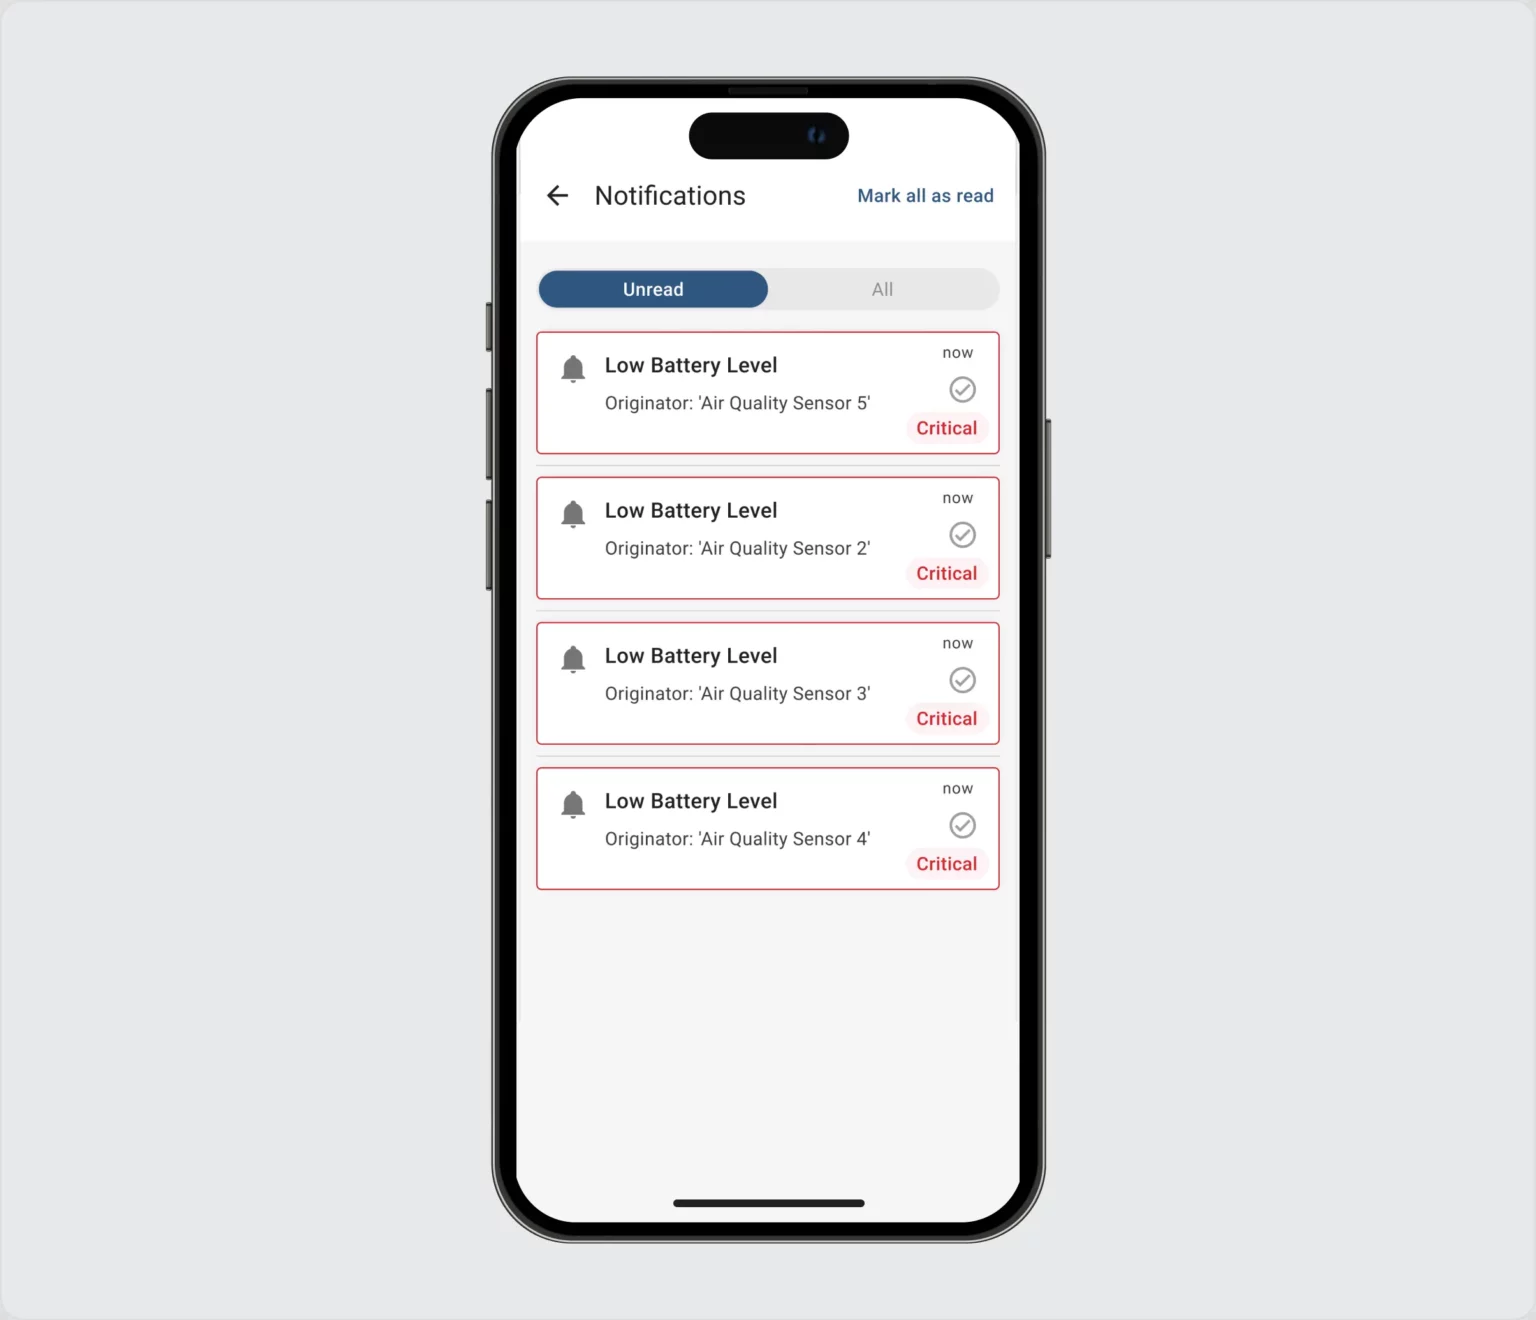 Notifications
Mark all as read
Unread
All
Low Battery Level
now
Originator: 'Air Quality Sensor 5'
Critical
Low Battery Level
now
Originator: 'Air Quality Sensor 2'
Critical
Low Battery Level
now
Originator: 'Air Quality Sensor 3'
Critical
Low Battery Level
now
Originator: 'Air Quality Sensor 4'
Critical